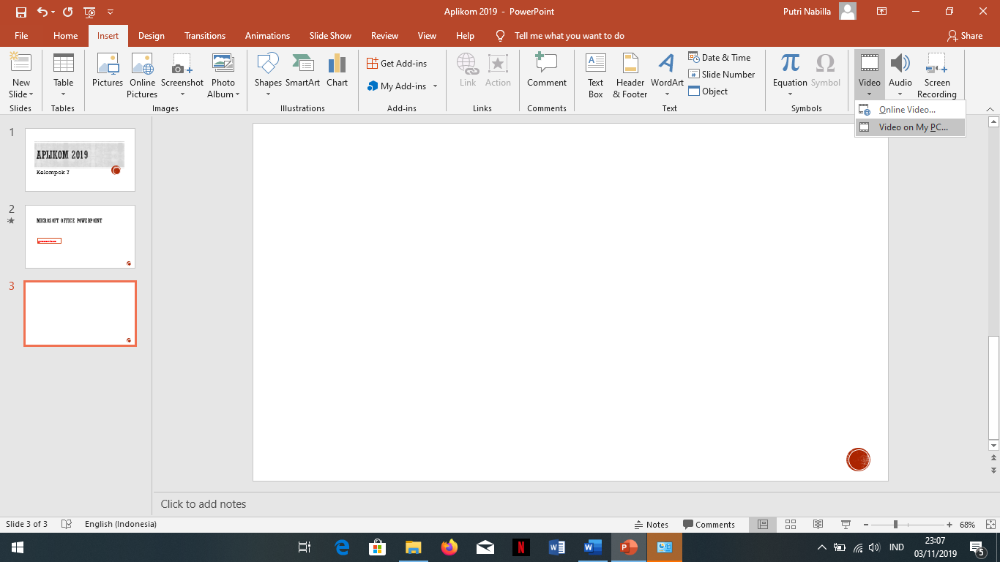 Aplikom 2019 - PowerPoint
Putri Nabilla
File Home Insert Design Transitions Animations Slide Show Review View Help Tell me what you want to do Share
New Slide
Slides
Table
Tables
Pictures
Online Pictures
Screenshot
Photo Album
Images
Shapes
SmartArt
Chart
Illustrations
Get Add-ins
My Add-ins
Add-ins
Link
Action
Links
Comment
Comments
Text Box
Header & Footer
WordArt
Date & Time
Slide Number
Object
Text
Equation
Symbol
Symbols
Video
Audio
Screen Recording
Online Video...
Video on My PC...
1
APLIKOM 2019
Kelompok 7
2
MICROSOFT OFFICE POWERPOINT
3
Click to add notes
Slide 3 of 3
English (Indonesia)
Notes
Comments
68%
IND
23:07
03/11/2019
5